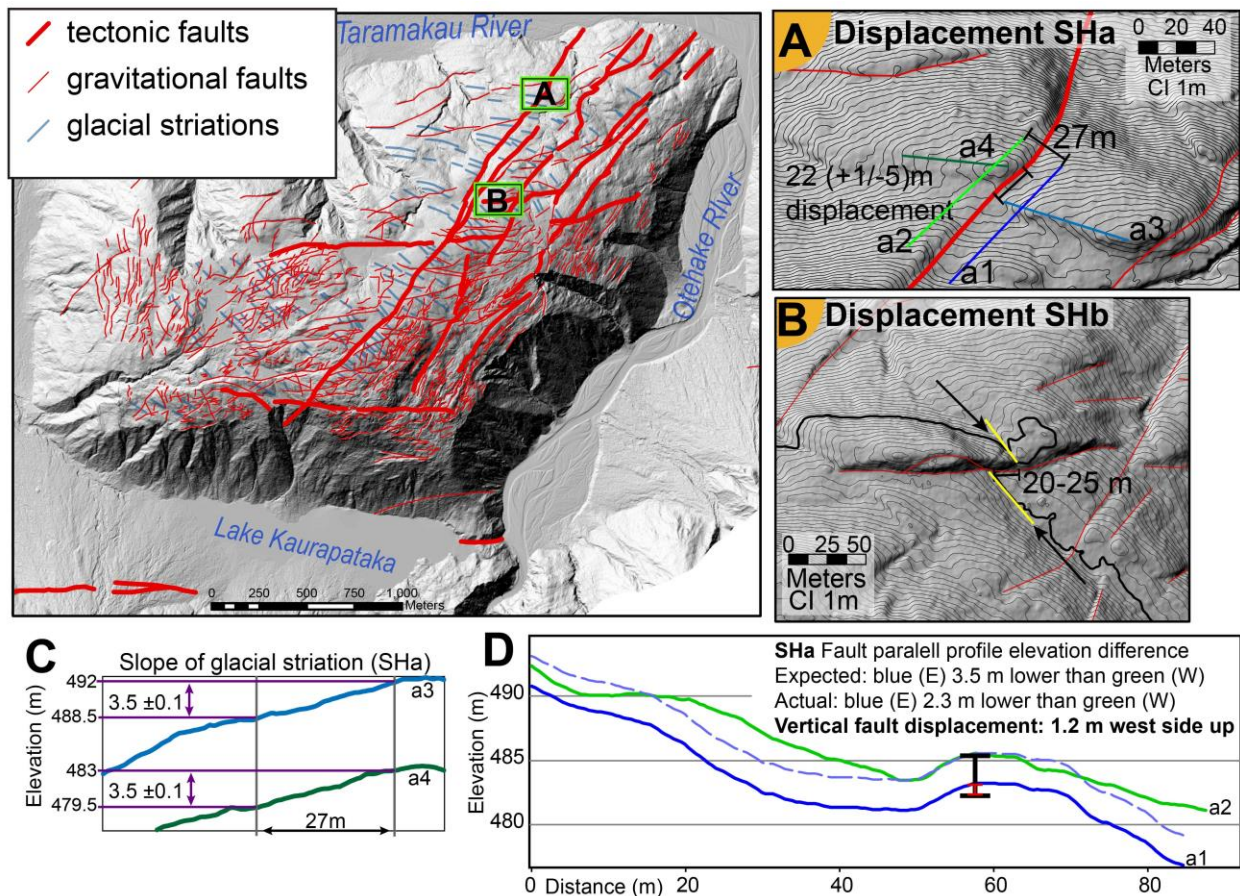 tectonic faults
gravitational faults
glacial striations
Taramakau River
A
B
Otehake RIver
Lake Kaurapataka
0 250 500 1,000
Meters
A Displacement SHa
0 20 40
Meters
CI 1m
a4
27m
22 (+1/-5)m
displacement
a2
a3
a1
B Displacement SHb
20-25 m
0 25 50
Meters
CI 1m
C
Slope of glacial striation (SHa)
Elevation (m)
492
3.5 ±0.1
488.5
a3
483
3.5 ±0.1
479.5
a4
27m
D
SHa Fault paralell profile elevation difference
Expected: blue (E) 3.5 m lower than green (W)
Actual: blue (E) 2.3 m lower than green (W)
Vertical fault displacement: 1.2 m west side up
Elevation (m)
490
485
480
a2
a1
0 Distance (m) 20 40 60 80